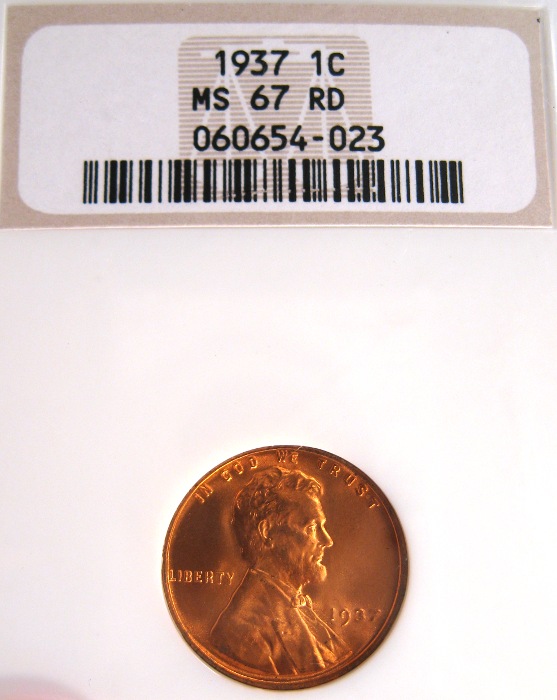 1937 1C
MS 67 RD
060654-023
IN GOD WE TRUST
LIBERTY
1937